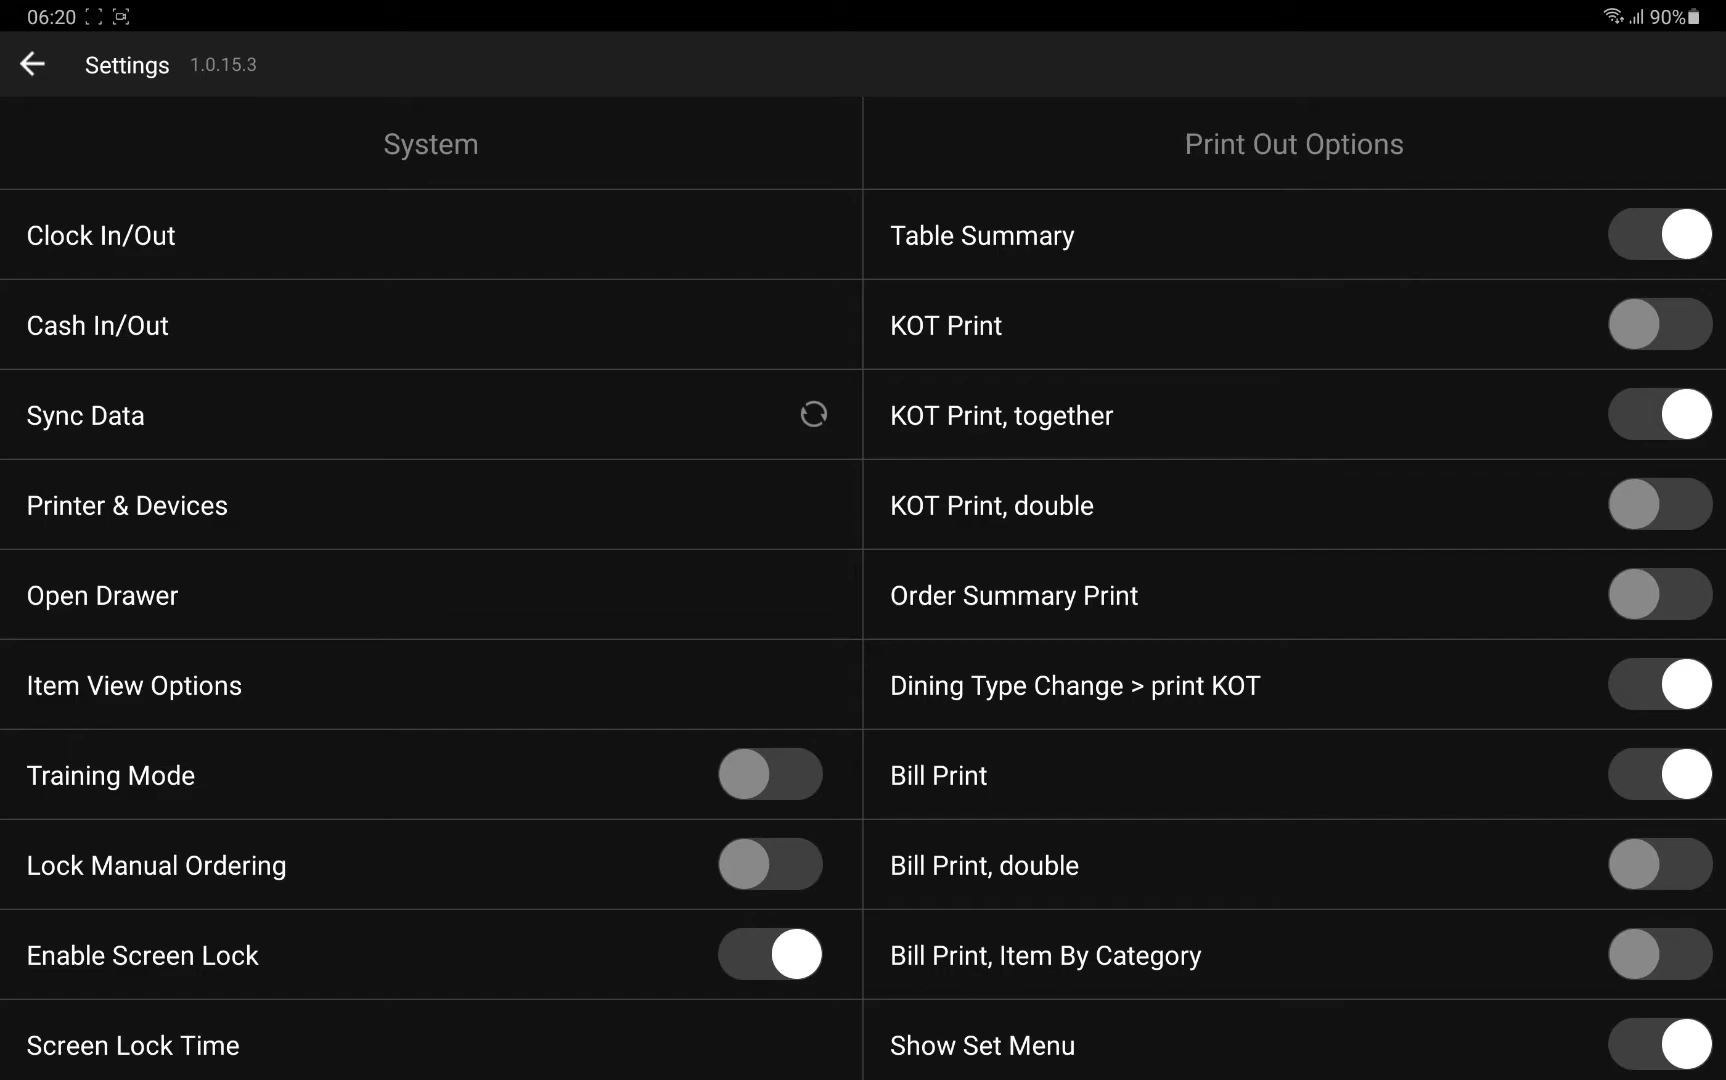 06:20 90%
Settings 1.0.15.3
System
Print Out Options
Clock In/Out
Table Summary
Cash In/Out
KOT Print
Sync Data
KOT Print, together
Printer & Devices
KOT Print, double
Open Drawer
Order Summary Print
Item View Options
Dining Type Change > print KOT
Training Mode
Bill Print
Lock Manual Ordering
Bill Print, double
Enable Screen Lock
Bill Print, Item By Category
Screen Lock Time
Show Set Menu